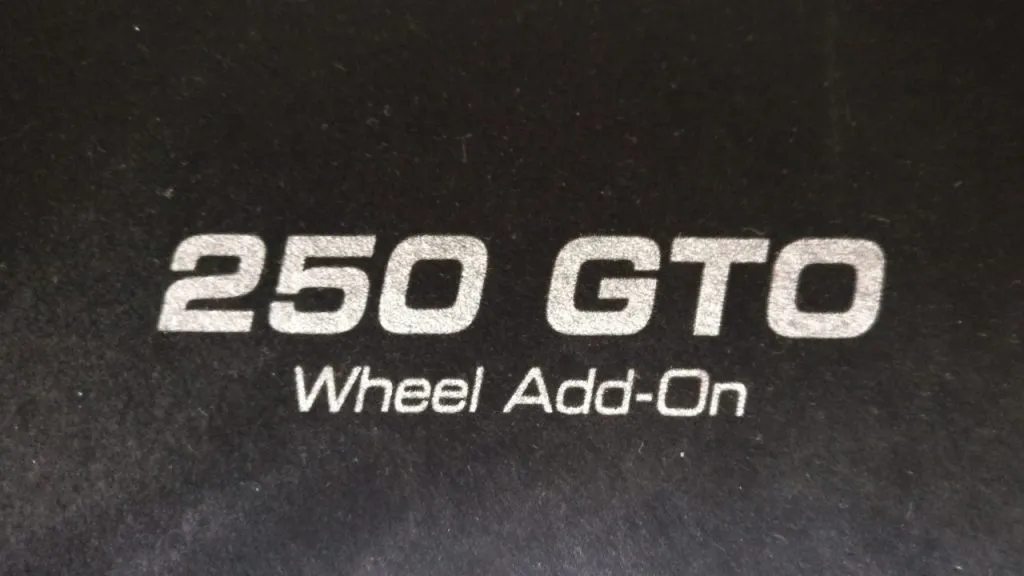 250 GTO
Wheel Add-On